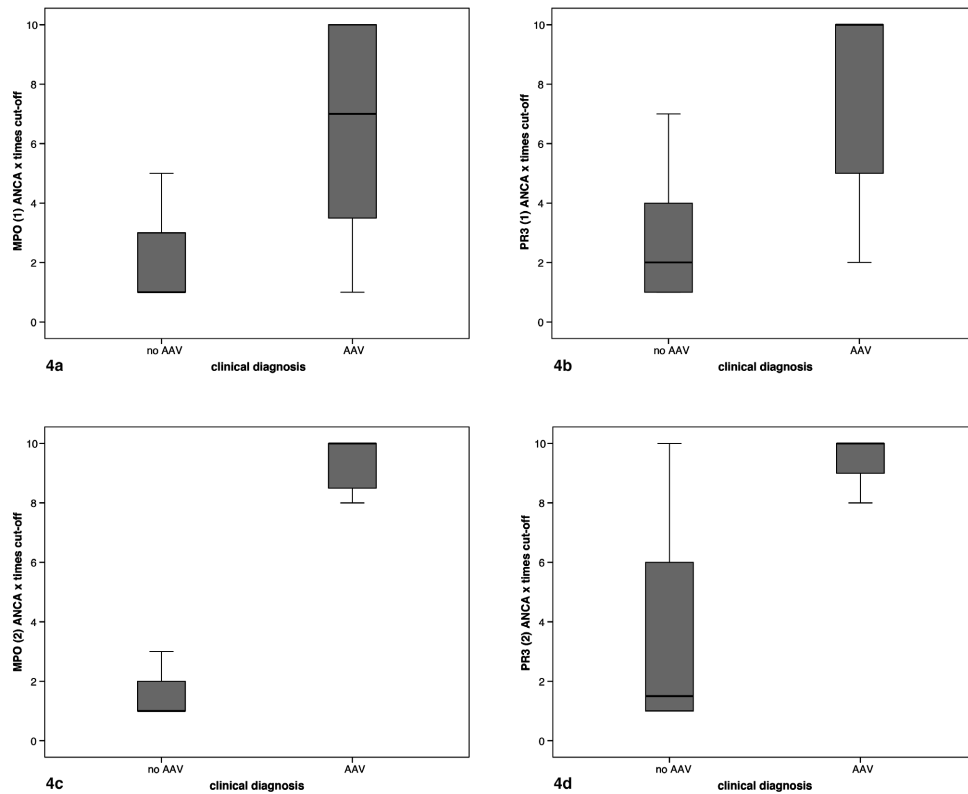 MPO (1) ANCA x times cut-off
10
8
6
4
2
0
no AAV
AAV
4a
clinical diagnosis
PR3 (1) ANCA x times cut-off
10
8
6
4
2
0
no AAV
AAV
4b
clinical diagnosis
MPO (2) ANCA x times cut-off
10
8
6
4
2
0
no AAV
AAV
4c
clinical diagnosis
PR3 (2) ANCA x times cut-off
10
8
6
4
2
0
no AAV
AAV
4d
clinical diagnosis